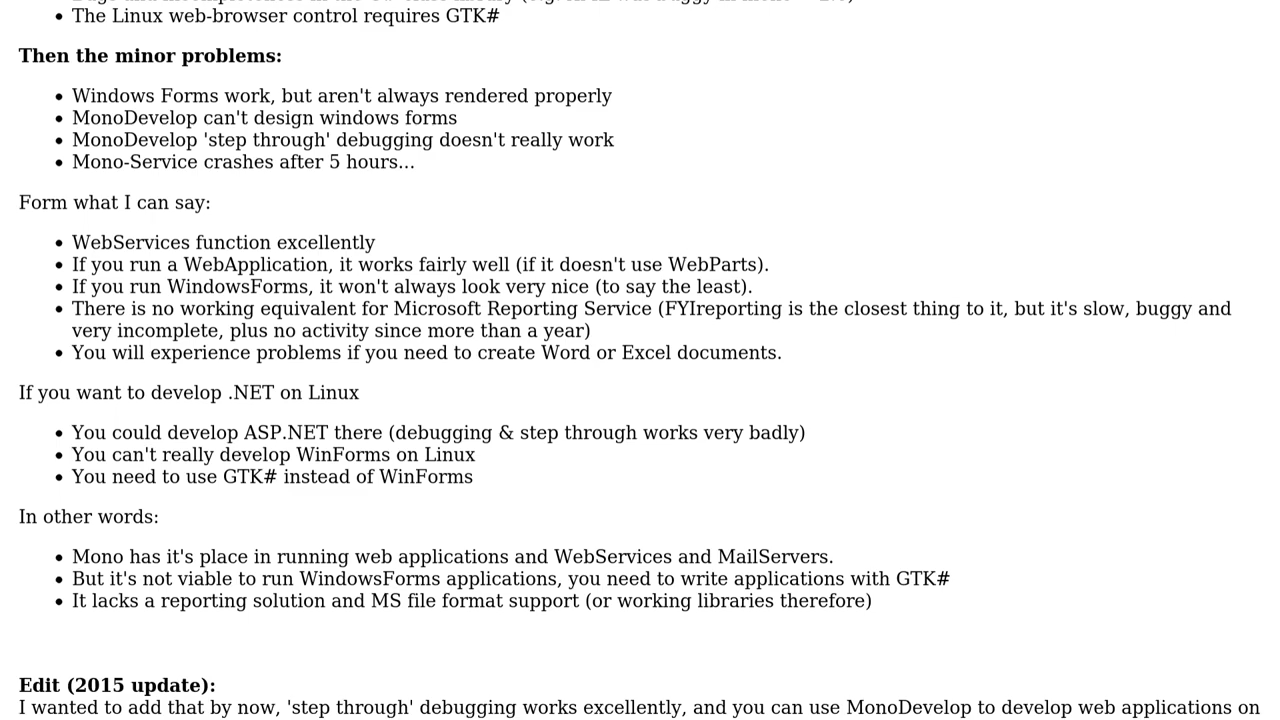 The Linux web-browser control requires GTK#
Then the minor problems:
Windows Forms work, but aren't always rendered properly
MonoDevelop can't design windows forms
MonoDevelop 'step through' debugging doesn't really work
Mono-Service crashes after 5 hours...
Form what I can say:
WebServices function excellently
If you run a WebApplication, it works fairly well (if it doesn't use WebParts).
If you run WindowsForms, it won't always look very nice (to say the least).
There is no working equivalent for Microsoft Reporting Service (FYIreporting is the closest thing to it, but it's slow, buggy and
very incomplete, plus no activity since more than a year)
You will experience problems if you need to create Word or Excel documents.
If you want to develop .NET on Linux
You could develop ASP.NET there (debugging & step through works very badly)
You can't really develop WinForms on Linux
You need to use GTK# instead of WinForms
In other words:
Mono has it's place in running web applications and WebServices and MailServers.
But it's not viable to run WindowsForms applications, you need to write applications with GTK#
It lacks a reporting solution and MS file format support (or working libraries therefore)
Edit (2015 update):
I wanted to add that by now, 'step through' debugging works excellently, and you can use MonoDevelop to develop web applications on